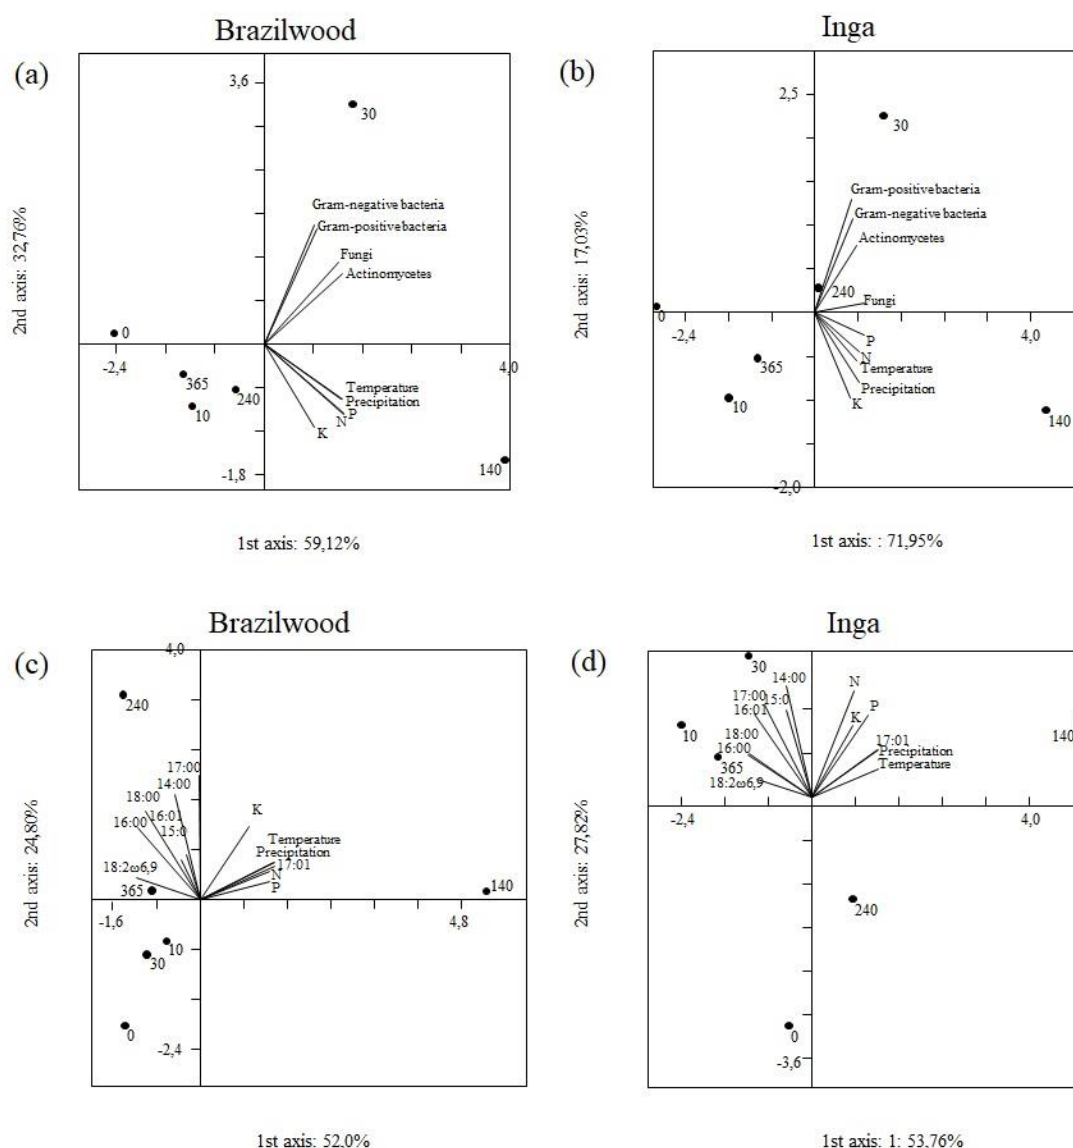 Brazilwood
(a)
3,6
30
Gram-negative bacteria
Gram-positive bacteria
Fungi
Actinomycetes
2nd axis: 32,76%
0
-2,4
4,0
365
240
10
Temperature
Precipitation
P
N
K
140
-1,8
1st axis: 59,12%
Inga
(b)
2,5
30
Gram-positive bacteria
Gram-negative bacteria
Actinomycetes
2nd axis: 17,03%
240
Fungi
0
-2,4
4,0
P
N
365
Temperature
Precipitation
10
K
140
-2,0
1st axis: : 71,95%
Brazilwood
(c)
4,0
240
17:00
14:00
18:00
16:01
16:00
15:0
K
Temperature
Precipitation
17:01
18:2ω6,9
N
365
P
140
2nd axis: 24,80%
-1,6
4,8
10
30
0
-2,4
1st axis: 52,0%
Inga
(d)
30
14:00
N
17:00
15:0
16:01
P
K
10
140
18:00
17:01
16:00
Precipitation
365
Temperature
18:2ω6,9
2nd axis: 27,82%
-2,4
4,0
240
0
-3,6
1st axis: 1: 53,76%